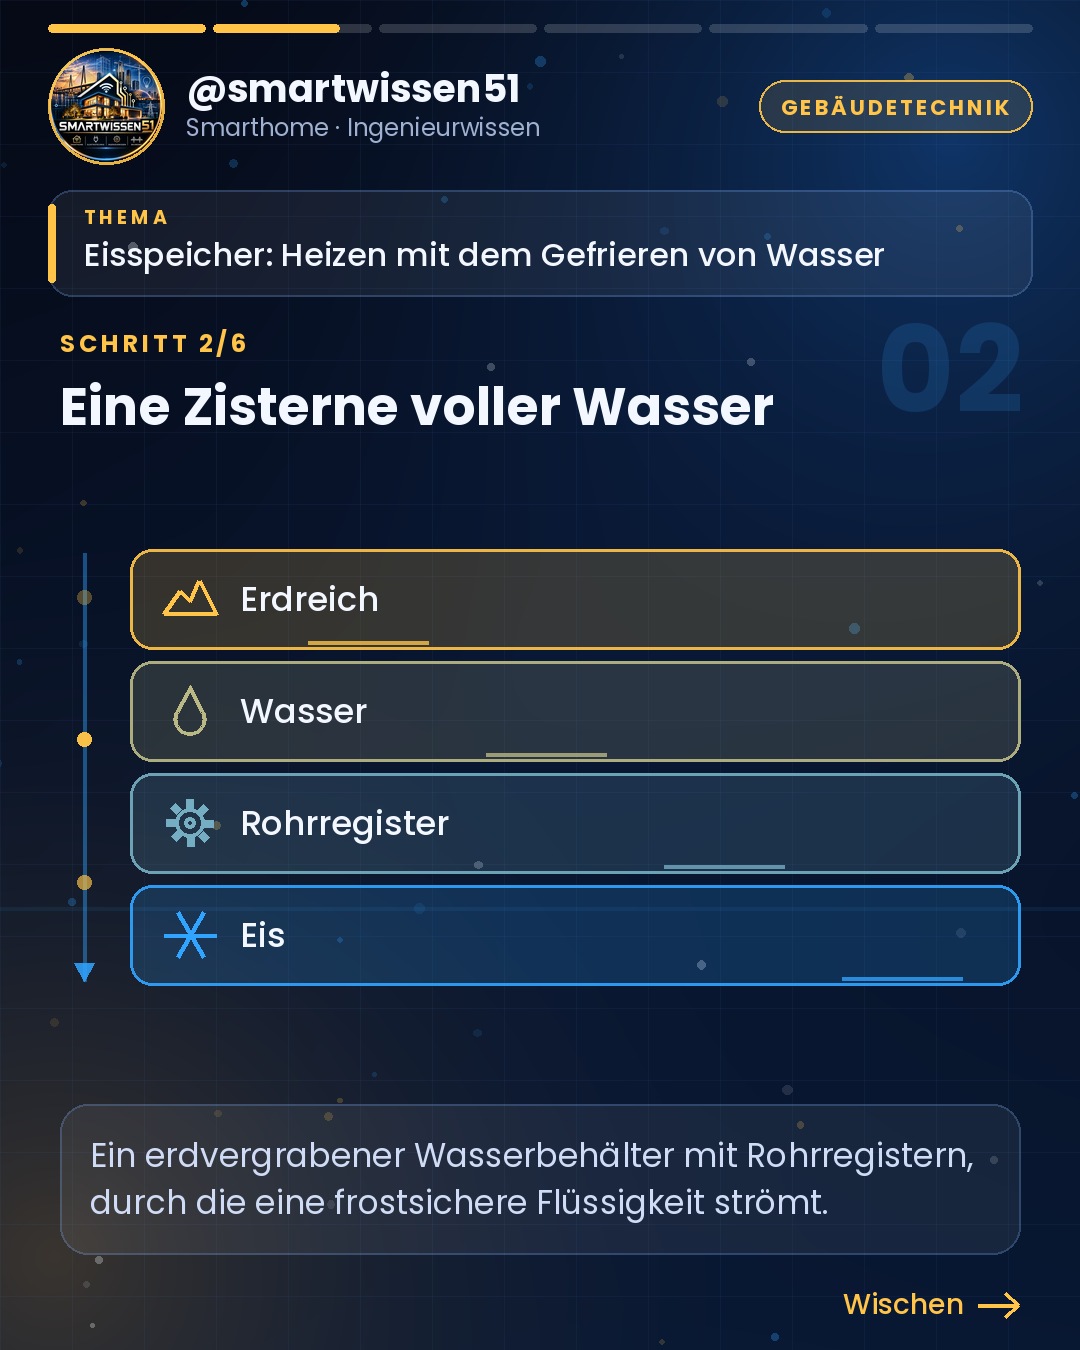 @smartwissen51
Smarthome · Ingenieurwissen
SMARTWISSEN51
GEBÄUDETECHNIK
THEMA
Eisspeicher: Heizen mit dem Gefrieren von Wasser
SCHRITT 2/6
02
Eine Zisterne voller Wasser
Erdreich
Wasser
Rohrregister
Eis
Ein erdvergrabener Wasserbehälter mit Rohrregistern,
durch die eine frostsichere Flüssigkeit strömt.
Wischen